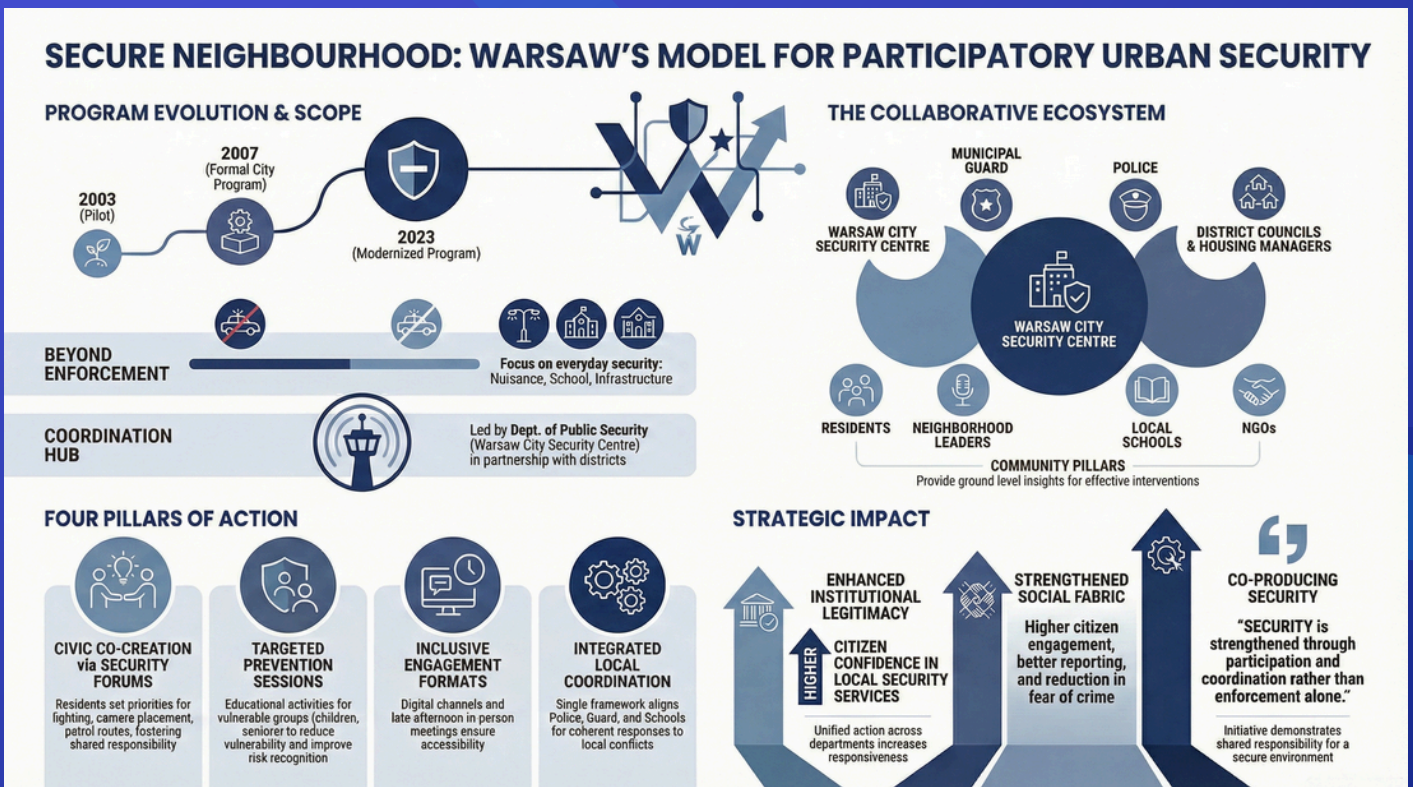 SECURE NEIGHBOURHOOD: WARSAW'S MODEL FOR PARTICIPATORY URBAN SECURITY
PROGRAM EVOLUTION & SCOPE
2003
(Pilot)
2007
(Formal City
Program)
2023
(Modernized Program)
W
BEYOND
ENFORCEMENT
Focus on everyday security:
Nuisance, School, Infrastructure
COORDINATION
HUB
Led by Dept. of Public Security
(Warsaw City Security Centre)
in partnership with districts
THE COLLABORATIVE ECOSYSTEM
WARSAW CITY
SECURITY CENTRE
MUNICIPAL
GUARD
POLICE
DISTRICT COUNCILS
& HOUSING MANAGERS
WARSAW CITY
SECURITY CENTRE
RESIDENTS
NEIGHBORHOOD
LEADERS
LOCAL
SCHOOLS
NGOs
COMMUNITY PILLARS
Provide ground level insights for effective interventions
FOUR PILLARS OF ACTION
CIVIC CO-CREATION
via SECURITY
FORUMS
Residents set priorities for
lighting, camere placement,
patrol routes, fostering
shared responsibility
TARGETED
PREVENTION
SESSIONS
Educational activities for
vulnerable groups (children,
seniorer to reduce
vulnerability and improve
risk recognition
INCLUSIVE
ENGAGEMENT
FORMATS
Digital channels and
late afternoon in person
meetings ensure
accessibility
INTEGRATED
LOCAL
COORDINATION
Single framework aligns
Police, Guard, and Schools
for coherent responses to
local conflicts
STRATEGIC IMPACT
ENHANCED
INSTITUTIONAL
LEGITIMACY
HIGHER
CITIZEN
CONFIDENCE IN
LOCAL SECURITY
SERVICES
Unified action across
departments increases
responsiveness
STRENGTHENED
SOCIAL FABRIC
Higher citizen
engagement,
better reporting,
and reduction in
fear of crime
CO-PRODUCING
SECURITY
"SECURITY is
strengthened through
participation and
coordination rather than
enforcement alone."
Initiative demonstrates
shared responsibility for a
secure environment